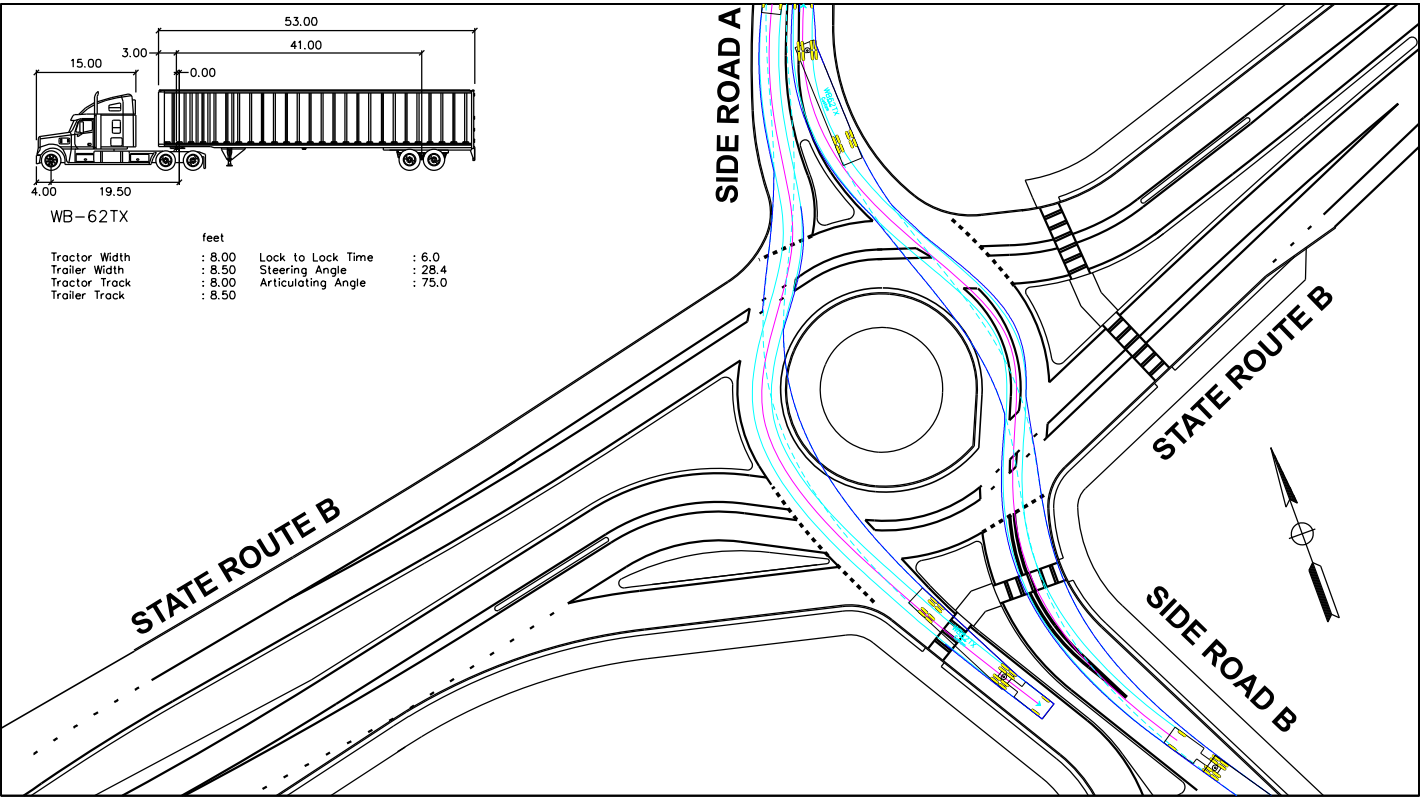 53.00
41.00
3.00
15.00
0.00
4.00
19.50
WB-62TX
feet
Tractor Width : 8.00 Lock to Lock Time : 6.0
Trailer Width : 8.50 Steering Angle : 28.4
Tractor Track : 8.00 Articulating Angle : 75.0
Trailer Track : 8.50
SIDE ROAD A
WB-62TX
STATE ROUTE B
STATE ROUTE B
SIDE ROAD B